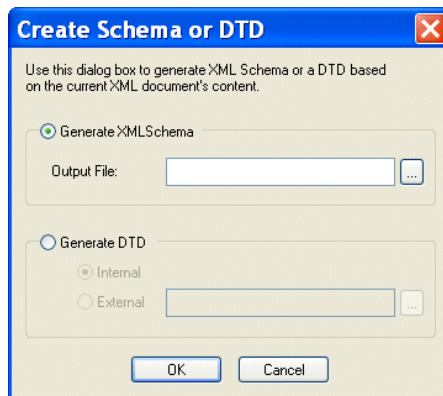 Create Schema or DTD
Use this dialog box to generate XML Schema or a DTD based
on the current XML document's content.
Generate XMLSchema
Output File:
...
Generate DTD
Internal
External
...
OK
Cancel